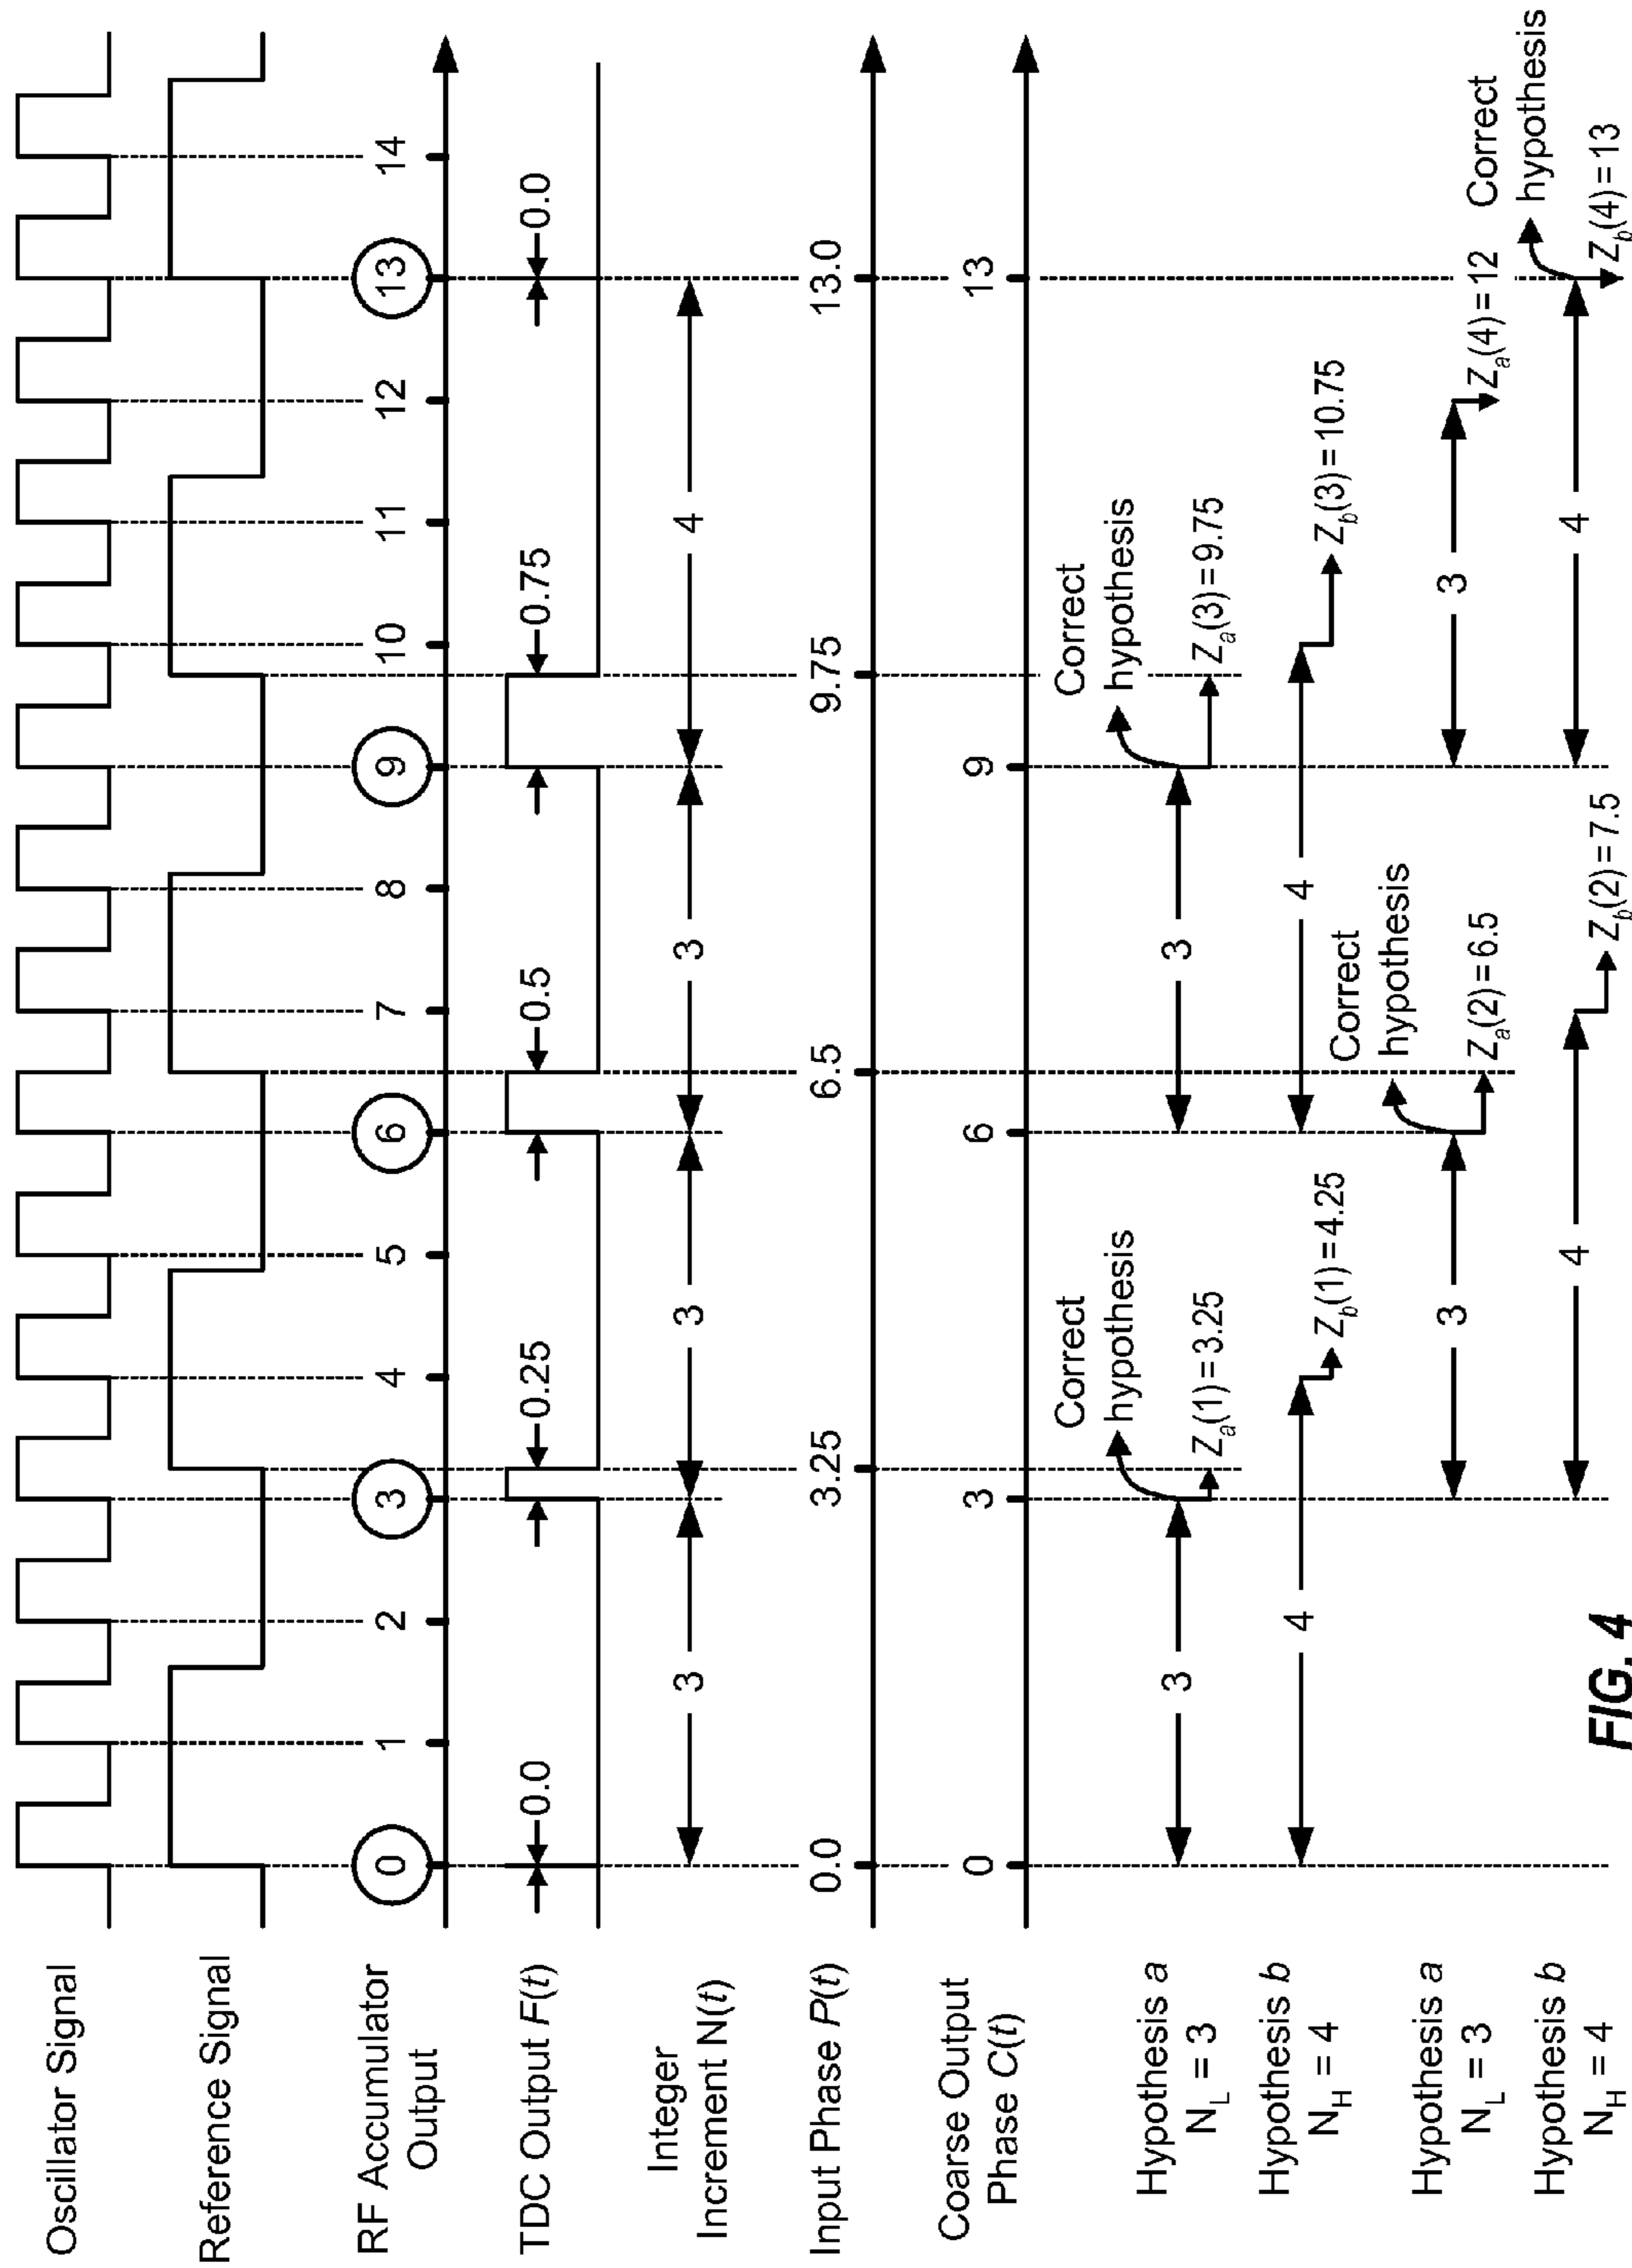 Oscillator Signal
Reference Signal
RF Accumulator
Output
0 1 2 3 4 5 6 7 8 9 10 11 12 13 14
TDC Output F(t)
0.0 0.25 0.5 0.75 0.0
Integer
Increment N(t)
3 3 3 4
Input Phase P(t)
0.0 3.25 6.5 9.75 13.0
Coarse Output
Phase C(t)
0 3 6 9 13
Hypothesis a
N_L = 3
3
Correct
hypothesis
Z_a(1) = 3.25
3
Correct
hypothesis
Z_a(3) = 9.75
Hypothesis b
N_H = 4
4
Z_b(1) = 4.25
4
Z_b(3) = 10.75
Hypothesis a
N_L = 3
3
Correct
hypothesis
Z_a(2) = 6.5
3
Z_a(4) = 12
Hypothesis b
N_H = 4
4
Z_b(2) = 7.5
4
Correct
hypothesis
Z_b(4) = 13
FIG. 4